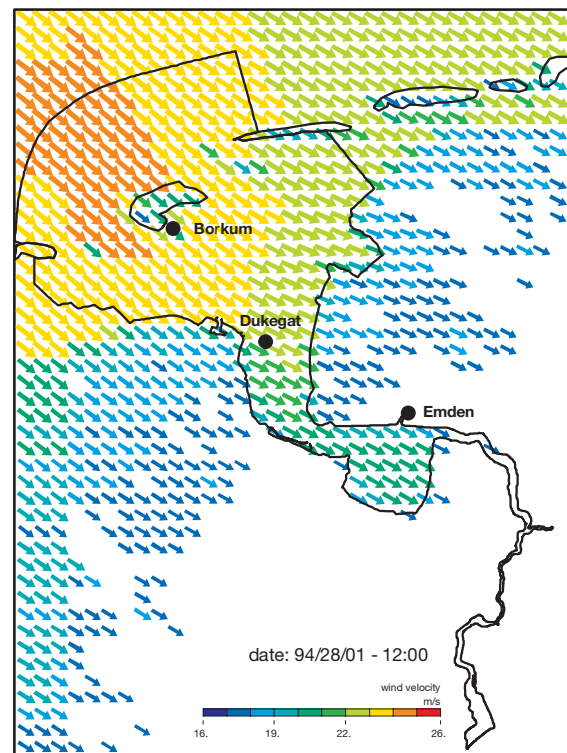 Borkum
Dukegat
Emden
date: 94/28/01 - 12:00
wind velocity
m/s
16. 19. 22. 26.